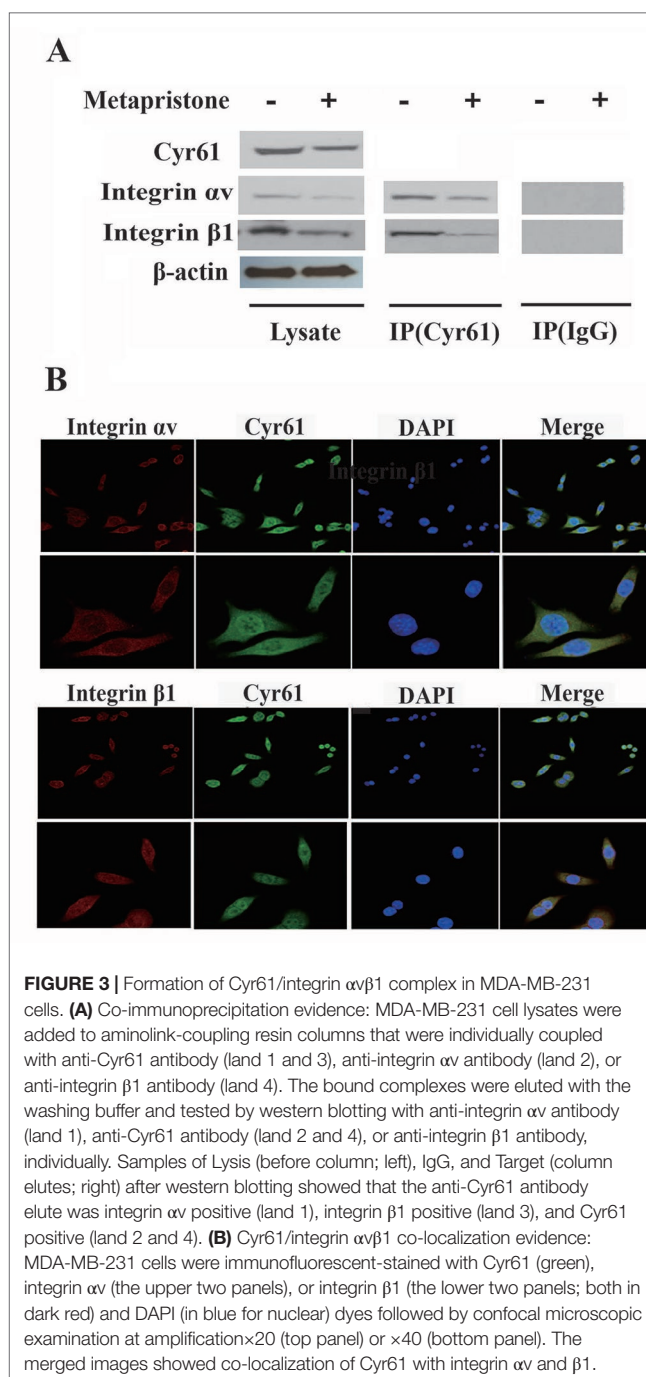 A
Metapristone - + - + - +
Cyr61
Integrin αv
Integrin β1
β-actin
Lysate IP(Cyr61) IP(IgG)
B
Integrin αv Cyr61 DAPI Merge
Integrin β1
Integrin β1 Cyr61 DAPI Merge
FIGURE 3 | Formation of Cyr61/integrin αvβ1 complex in MDA-MB-231
cells. (A) Co-immunoprecipitation evidence: MDA-MB-231 cell lysates were
added to aminolink-coupling resin columns that were individually coupled
with anti-Cyr61 antibody (land 1 and 3), anti-integrin αv antibody (land 2), or
anti-integrin β1 antibody (land 4). The bound complexes were eluted with the
washing buffer and tested by western blotting with anti-integrin αv antibody
(land 1), anti-Cyr61 antibody (land 2 and 4), or anti-integrin β1 antibody,
individually. Samples of Lysis (before column; left), IgG, and Target (column
elutes; right) after western blotting showed that the anti-Cyr61 antibody
elute was integrin αv positive (land 1), integrin β1 positive (land 3), and Cyr61
positive (land 2 and 4). (B) Cyr61/integrin αvβ1 co-localization evidence:
MDA-MB-231 cells were immunofluorescent-stained with Cyr61 (green),
integrin αv (the upper two panels), or integrin β1 (the lower two panels; both in
dark red) and DAPI (in blue for nuclear) dyes followed by confocal microscopic
examination at amplification×20 (top panel) or ×40 (bottom panel). The
merged images showed co-localization of Cyr61 with integrin αv and β1.